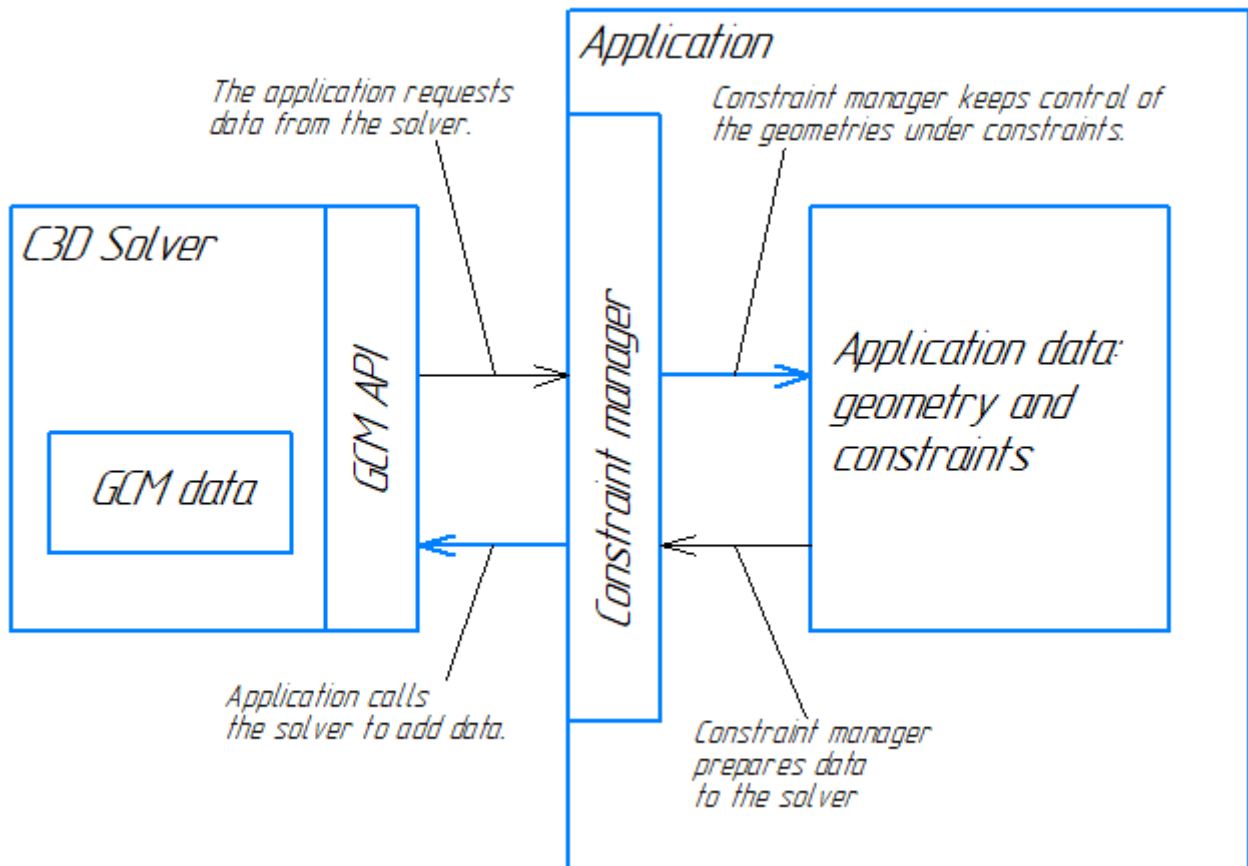 Application
The application requests
data from the solver.
Constraint manager keeps control of
the geometries under constraints.
C3D Solver
GCM API
GCM data
Constraint manager
Application data:
geometry and
constraints
Application calls
the solver to add data.
Constraint manager
prepares data
to the solver